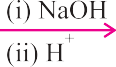 (i) NaOH
(ii) H⁺